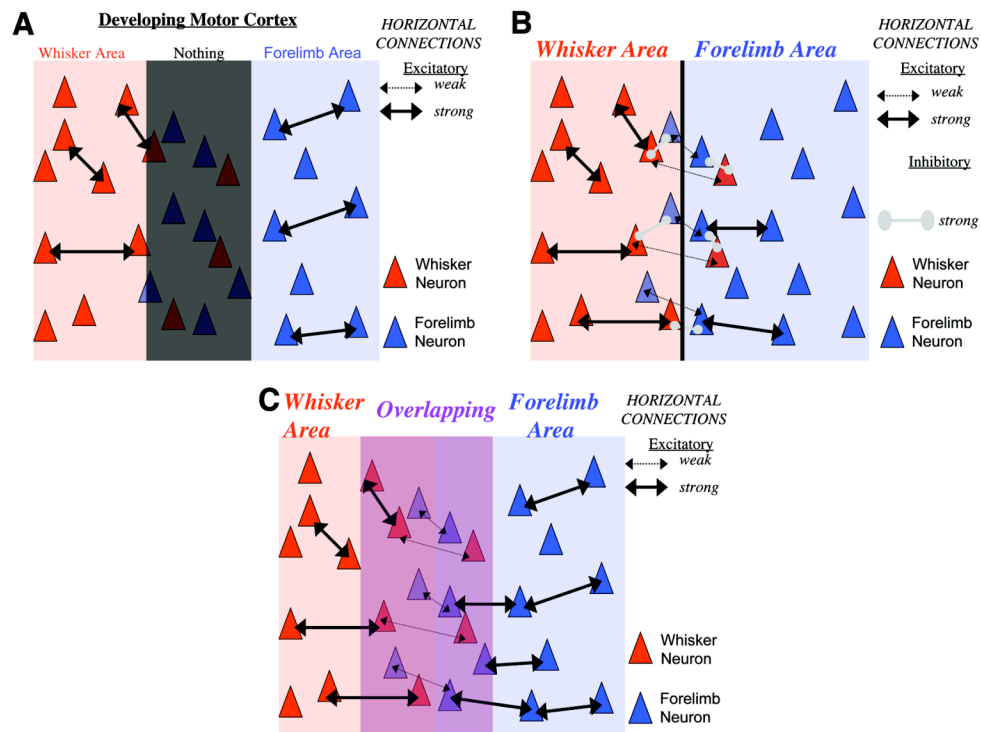 A
Developing Motor Cortex
HORIZONTAL
CONNECTIONS
Whisker Area
Nothing
Forelimb Area
Excitatory
weak
strong
Whisker
Neuron
Forelimb
Neuron
B
Whisker Area
Forelimb Area
HORIZONTAL
CONNECTIONS
Excitatory
weak
strong
Inhibitory
strong
Whisker
Neuron
Forelimb
Neuron
C
Whisker
Area
Overlapping
Forelimb
Area
HORIZONTAL
CONNECTIONS
Excitatory
weak
strong
Whisker
Neuron
Forelimb
Neuron